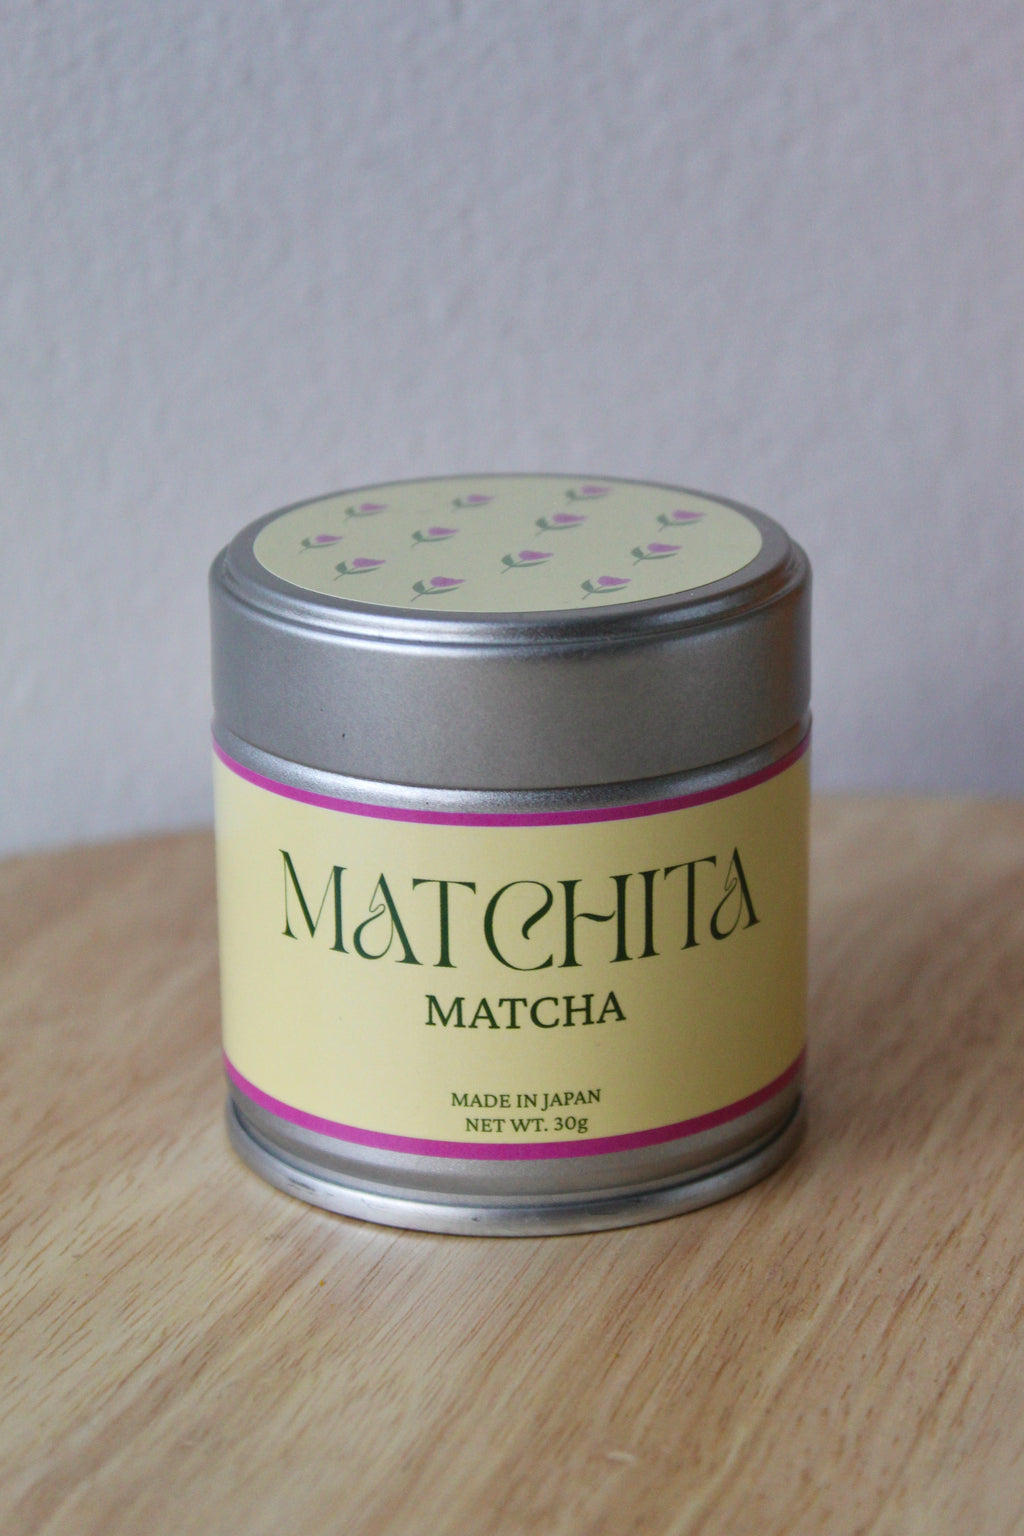 MATCHITA
MATCHA
MADE IN JAPAN
NET WT. 30g